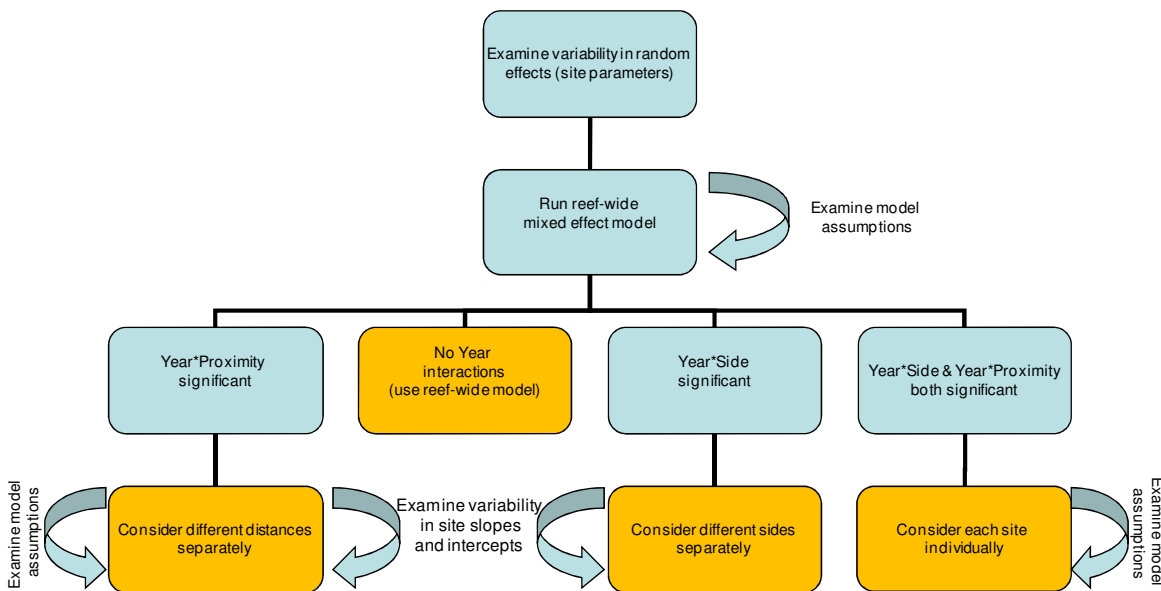 Examine variability in random
effects (site parameters)
Run reef-wide
mixed effect model
Examine model
assumptions
Year*Proximity
significant
No Year
interactions
(use reef-wide model)
Year*Side
significant
Year*Side & Year*Proximity
both significant
Examine model
assumptions
Consider different distances
separately
Examine variability
in site slopes
and intercepts
Consider different sides
separately
Consider each site
individually
Examine model
assumptions